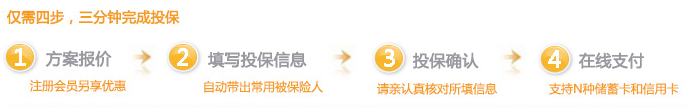 仅需四步，三分钟完成投保
1 方案报价 2 填写投保信息 3 投保确认 4 在线支付
注册会员另享优惠 自动带出常用被保险人 请亲认真核对所填信息 支持N种储蓄卡和信用卡